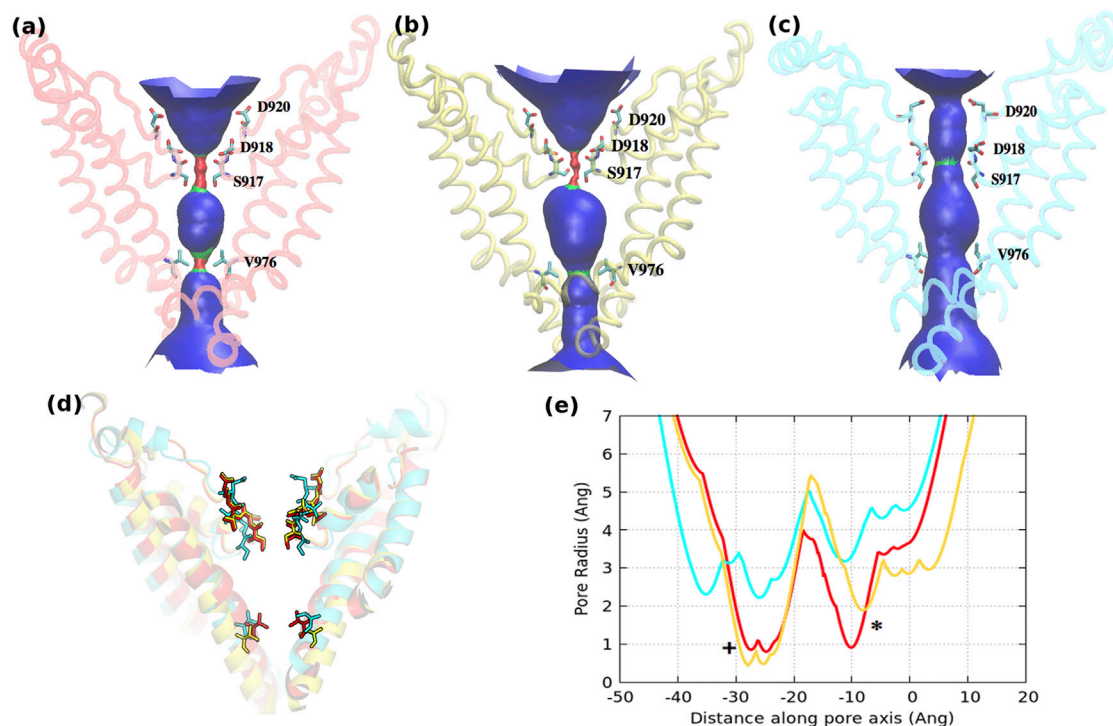 (a)
(b)
(c)
D920
D918
S917
V976
D920
D918
S917
V976
D920
D918
S917
V976
(d)
(e)
7
6
5
4
3
2
1
0
Pore Radius (Ang)
+
*
-50 -40 -30 -20 -10 0 10 20
Distance along pore axis (Ang)